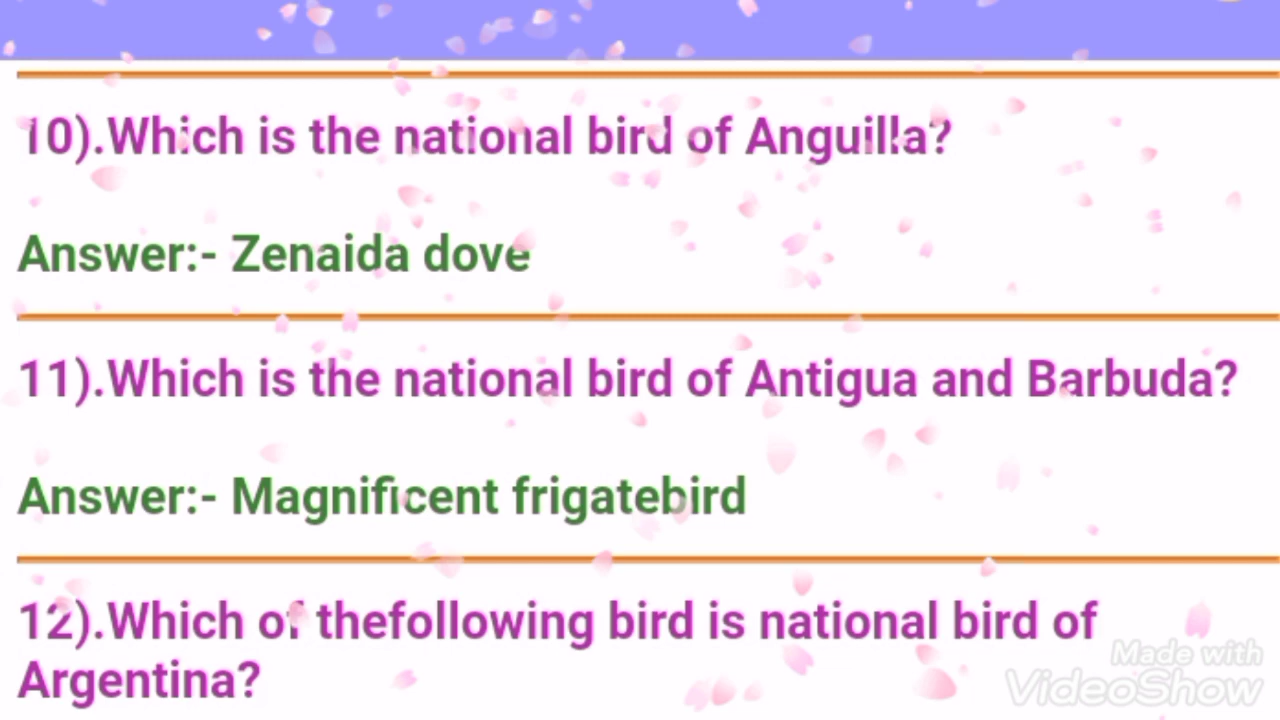 10).Which is the national bird of Anguilla?
Answer:- Zenaida dove
11).Which is the national bird of Antigua and Barbuda?
Answer:- Magnificent frigatebird
12).Which of thefollowing bird is national bird of
Argentina?
Made with
VideoShow